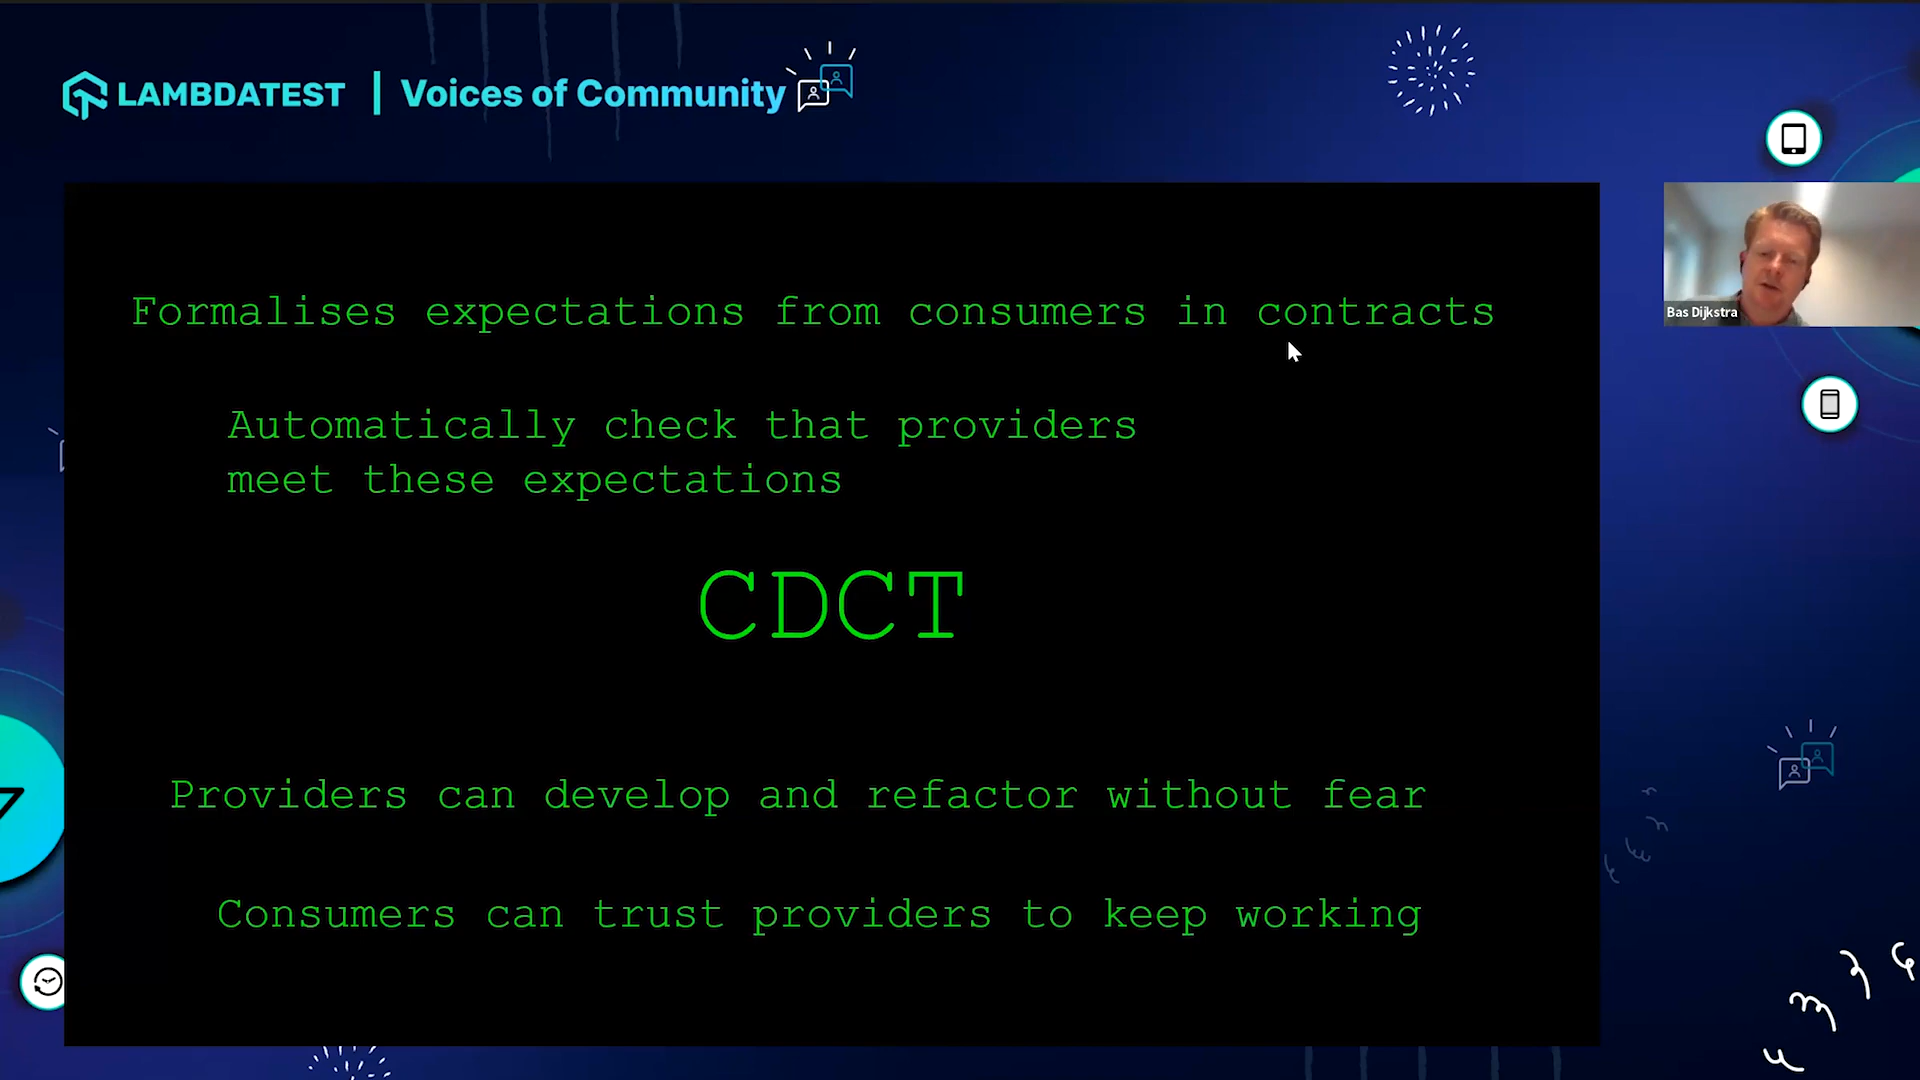 LAMBDATEST | Voices of Community
Formalises expectations from consumers in contracts
Bas Dijkstra
Automatically check that providers
meet these expectations
CDCT
Providers can develop and refactor without fear
Consumers can trust providers to keep working